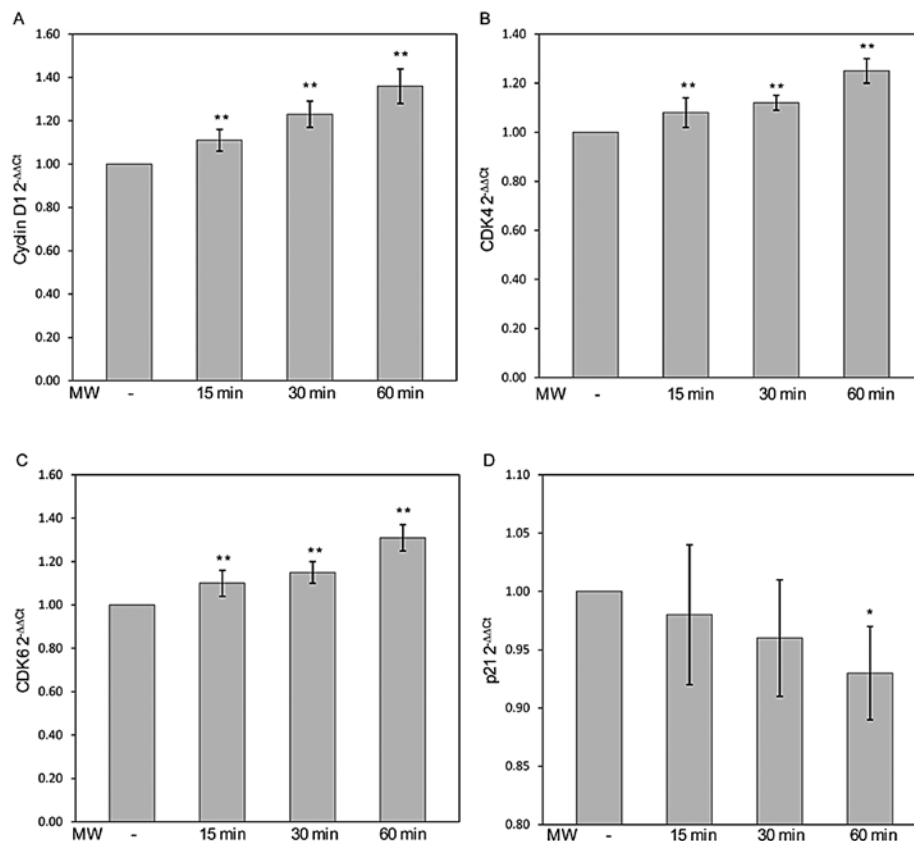 A
1.60
1.40
1.20
1.00
0.80
0.60
0.40
0.20
0.00
Cyclin D1 2-ΔΔCt
** ** **
MW - 15 min 30 min 60 min
B
1.40
1.20
1.00
0.80
0.60
0.40
0.20
0.00
CDK4 2-ΔΔCt
** ** **
MW - 15 min 30 min 60 min
C
1.60
1.40
1.20
1.00
0.80
0.60
0.40
0.20
0.00
CDK6 2-ΔΔCt
** ** **
MW - 15 min 30 min 60 min
D
1.10
1.05
1.00
0.95
0.90
0.85
0.80
p21 2-ΔΔCt
*
MW - 15 min 30 min 60 min